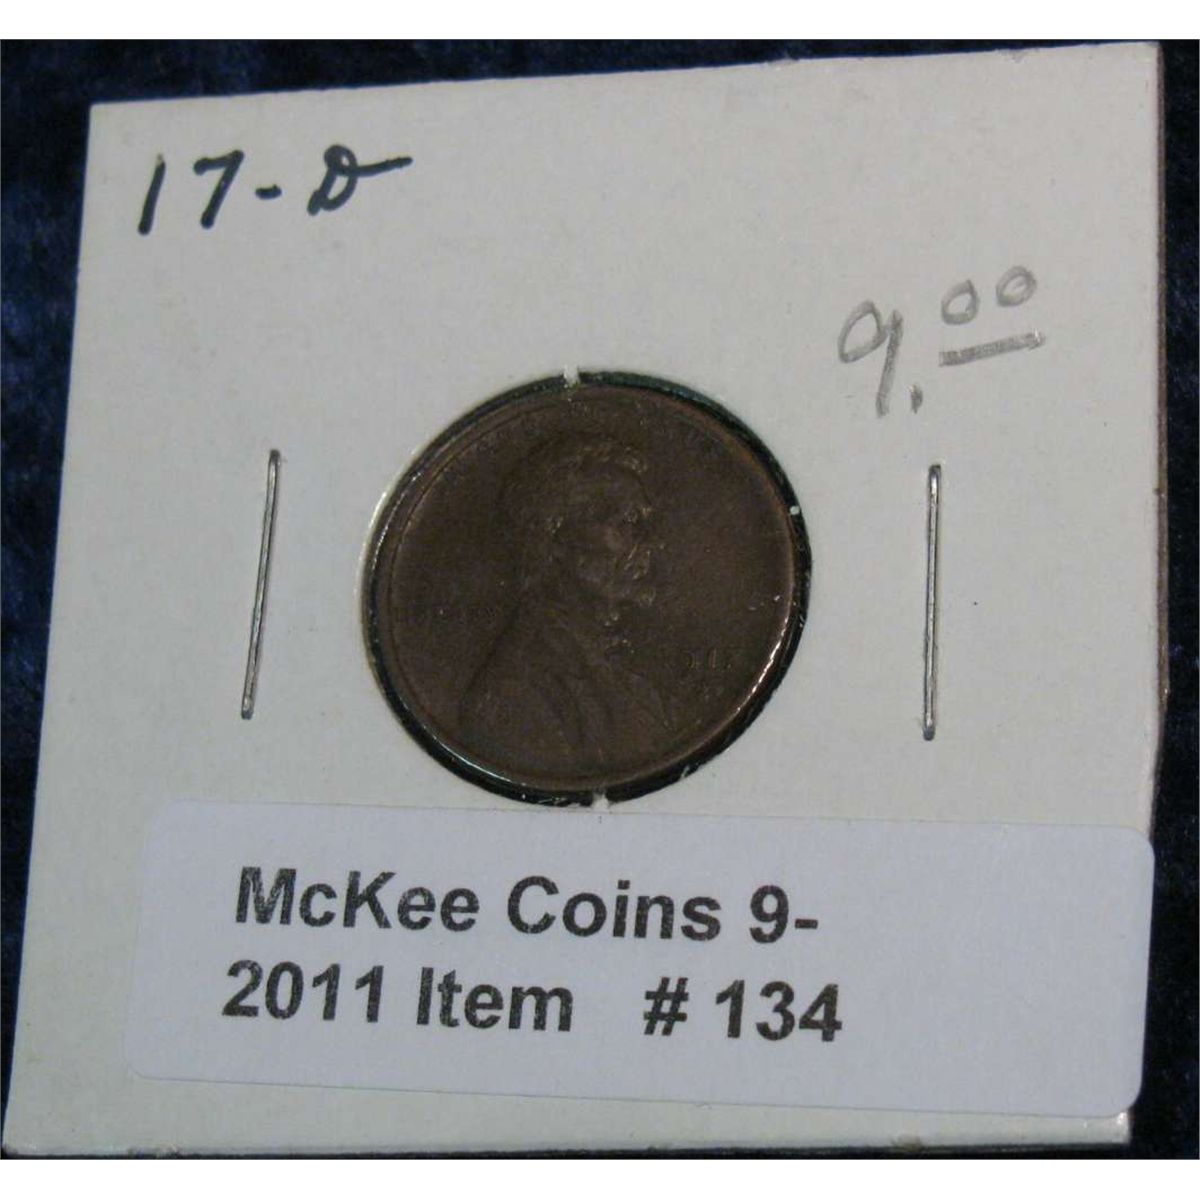 17-D
9.00
McKee Coins 9-
2011 Item # 134